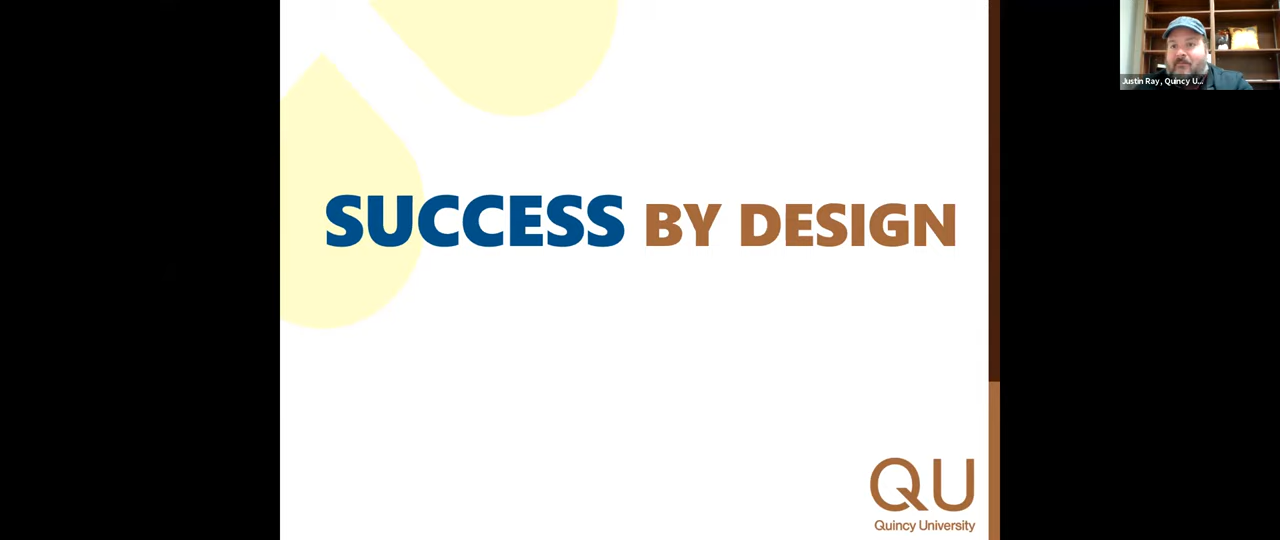 Justin Ray, Quincy U...
SUCCESS BY DESIGN
QU
Quincy University